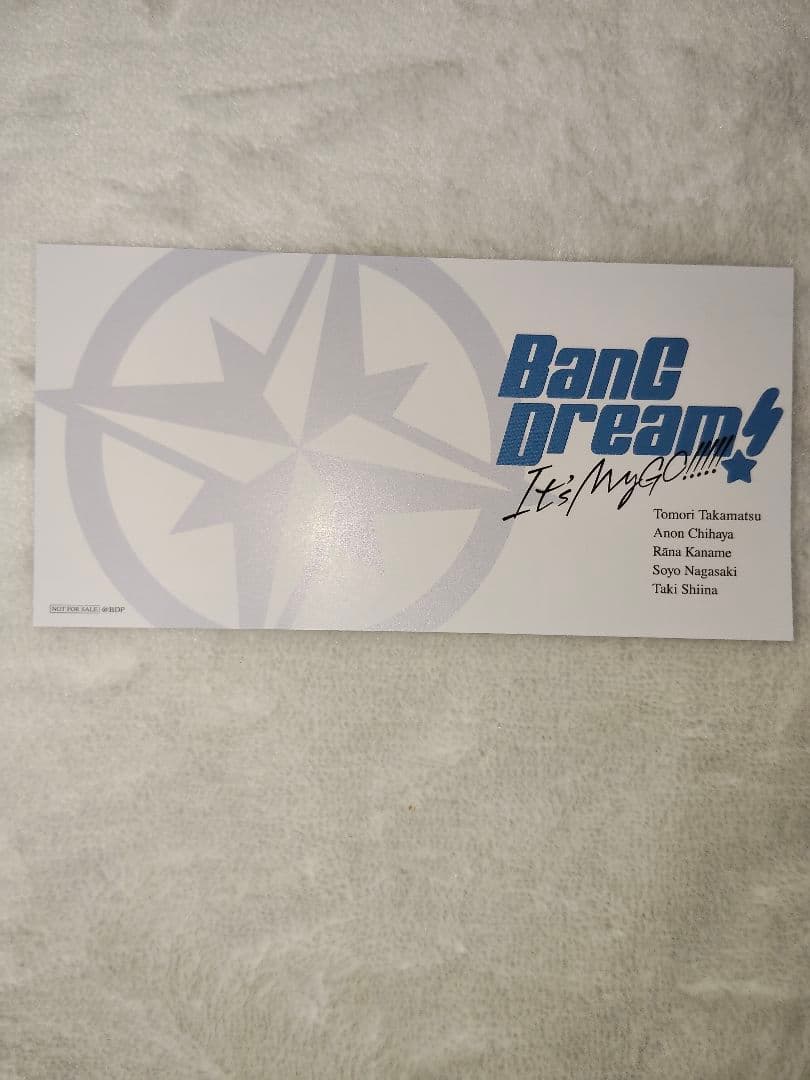 BanG
Dream!
It's MyGO!!!!!
Tomori Takamatsu
Anon Chihaya
Rāna Kaname
Soyo Nagasaki
Taki Shiina
NOT FOR SALE ©BDP